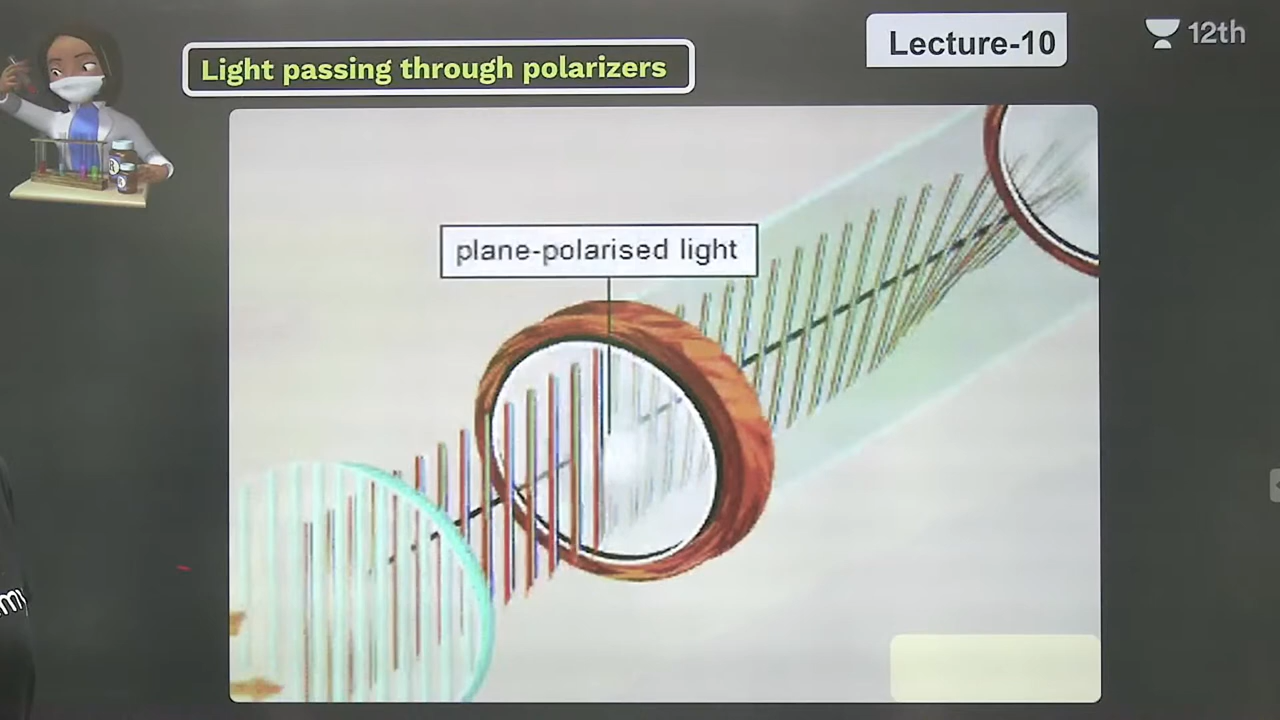 Lecture-10
12th
Light passing through polarizers
plane-polarised light